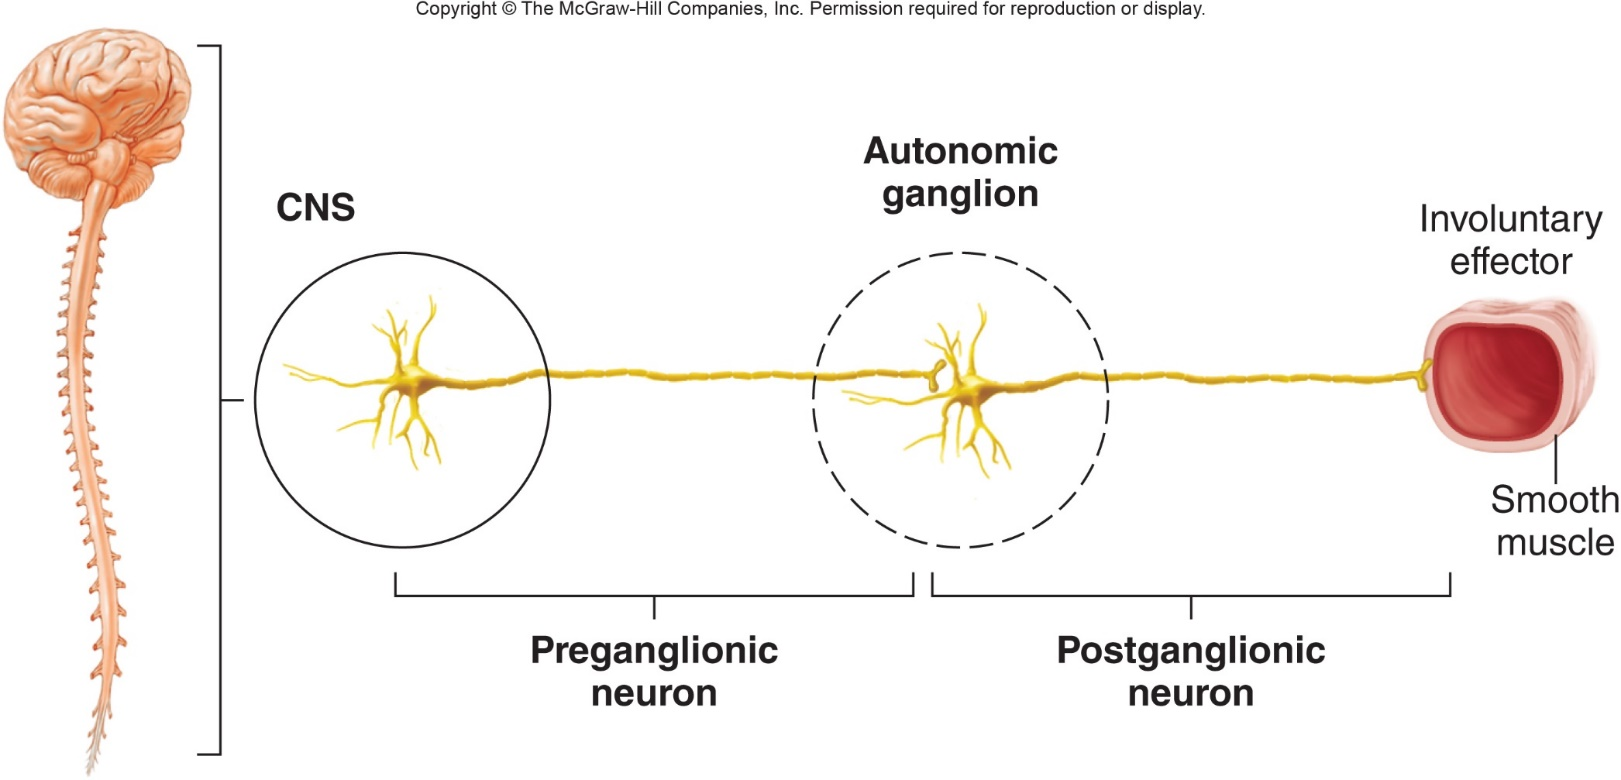 Copyright © The McGraw-Hill Companies, Inc. Permission required for reproduction or display.
Autonomic
ganglion
CNS
Involuntary
effector
Smooth
muscle
Preganglionic
neuron
Postganglionic
neuron